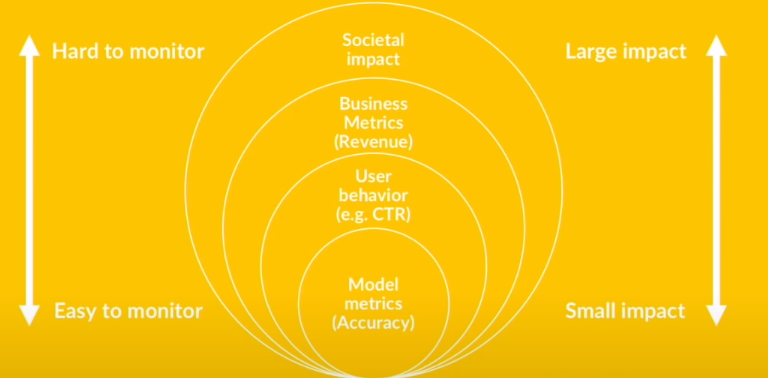 Hard to monitor
Societal
impact
Large impact
Business
Metrics
(Revenue)
User
behavior
(e.g. CTR)
Model
metrics
(Accuracy)
Easy to monitor
Small impact